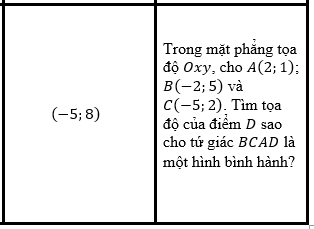 (−5; 8)
Trong mặt phẳng tọa
độ Oxy, cho A(2; 1);
B(−2; 5) và
C(−5; 2). Tìm tọa
độ của điểm D sao
cho tứ giác BCAD là
một hình bình hành?